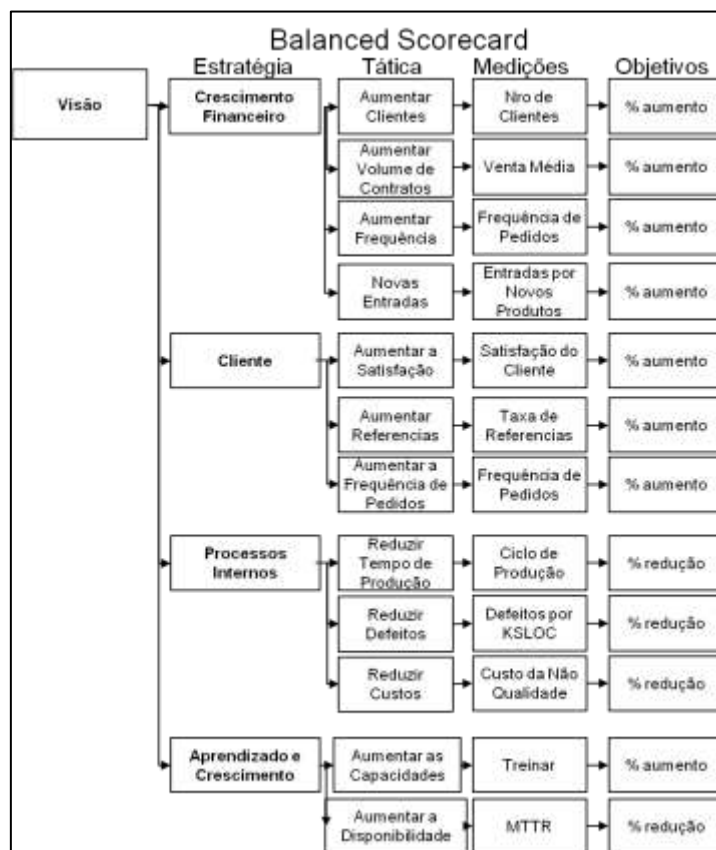 Balanced Scorecard
Estratégia Tática Medições Objetivos
Visão
Crescimento
Financeiro
Aumentar
Clientes
Nro de
Clientes
% aumento
Aumentar
Volume de
Contratos
Venta Média
% aumento
Aumentar
Frequência
Frequência de
Pedidos
% aumento
Novas
Entradas
Entradas por
Novos
Produtos
% aumento
Cliente
Aumentar a
Satisfação
Satisfação do
Cliente
% aumento
Aumentar
Referencias
Taxa de
Referencias
% aumento
Aumentar a
Frequência de
Pedidos
Frequência de
Pedidos
% aumento
Processos
Internos
Reduzir
Tempo de
Produção
Ciclo de
Produção
% redução
Reduzir
Defeitos
Defeitos por
KSLOC
% redução
Reduzir
Custos
Custo da Não
Qualidade
% redução
Aprendizado e
Crescimento
Aumentar as
Capacidades
Treinar
% aumento
Aumentar a
Disponibilidade
MTTR
% redução